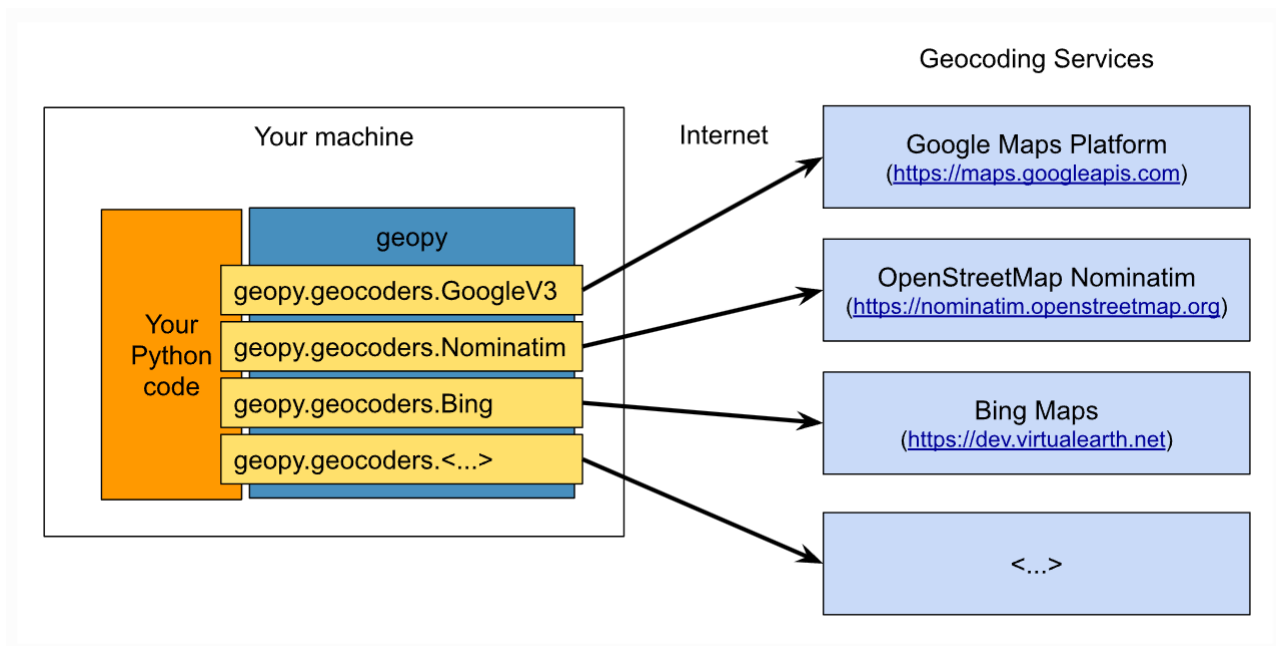 Geocoding Services
Your machine
Internet
Google Maps Platform
(https://maps.googleapis.com)
geopy
OpenStreetMap Nominatim
(https://nominatim.openstreetmap.org)
geopy.geocoders.GoogleV3
Your
Python
code
geopy.geocoders.Nominatim
geopy.geocoders.Bing
Bing Maps
(https://dev.virtualearth.net)
geopy.geocoders.<...>
<...>